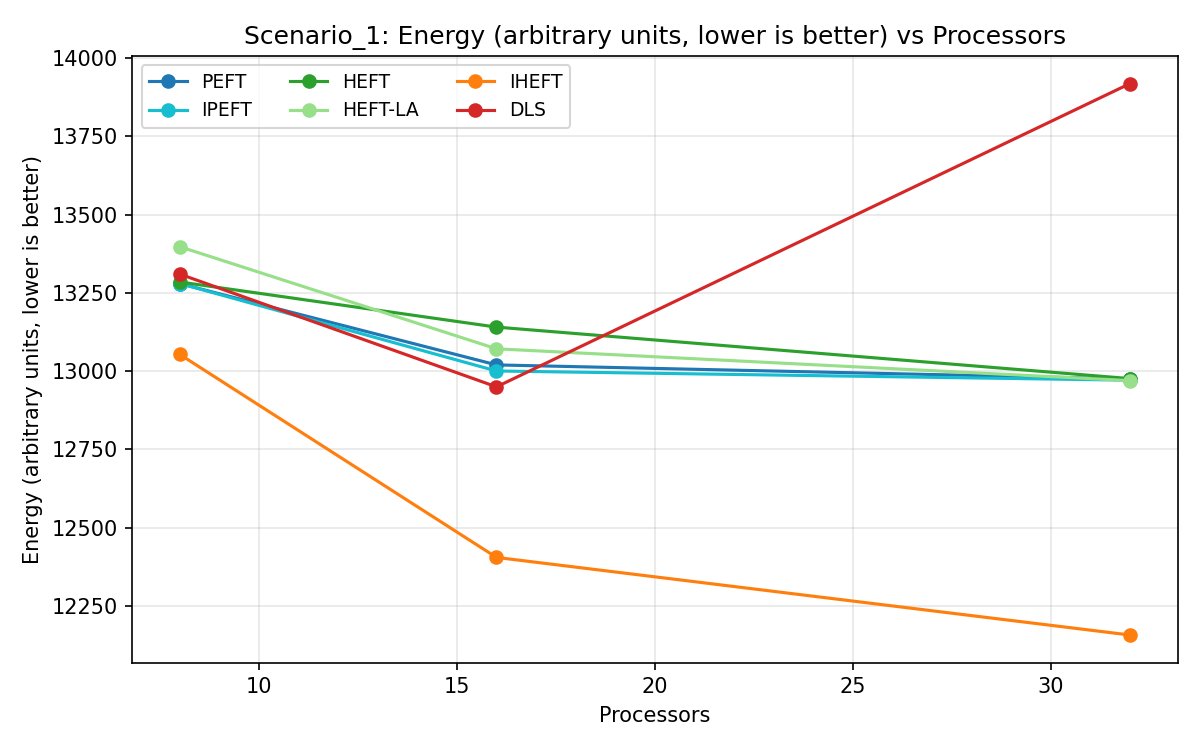 Scenario_1: Energy (arbitrary units, lower is better) vs Processors
PEFT HEFT IHEFT
IPEFT HEFT-LA DLS
Energy (arbitrary units, lower is better)
14000
13750
13500
13250
13000
12750
12500
12250
10 15 20 25 30
Processors